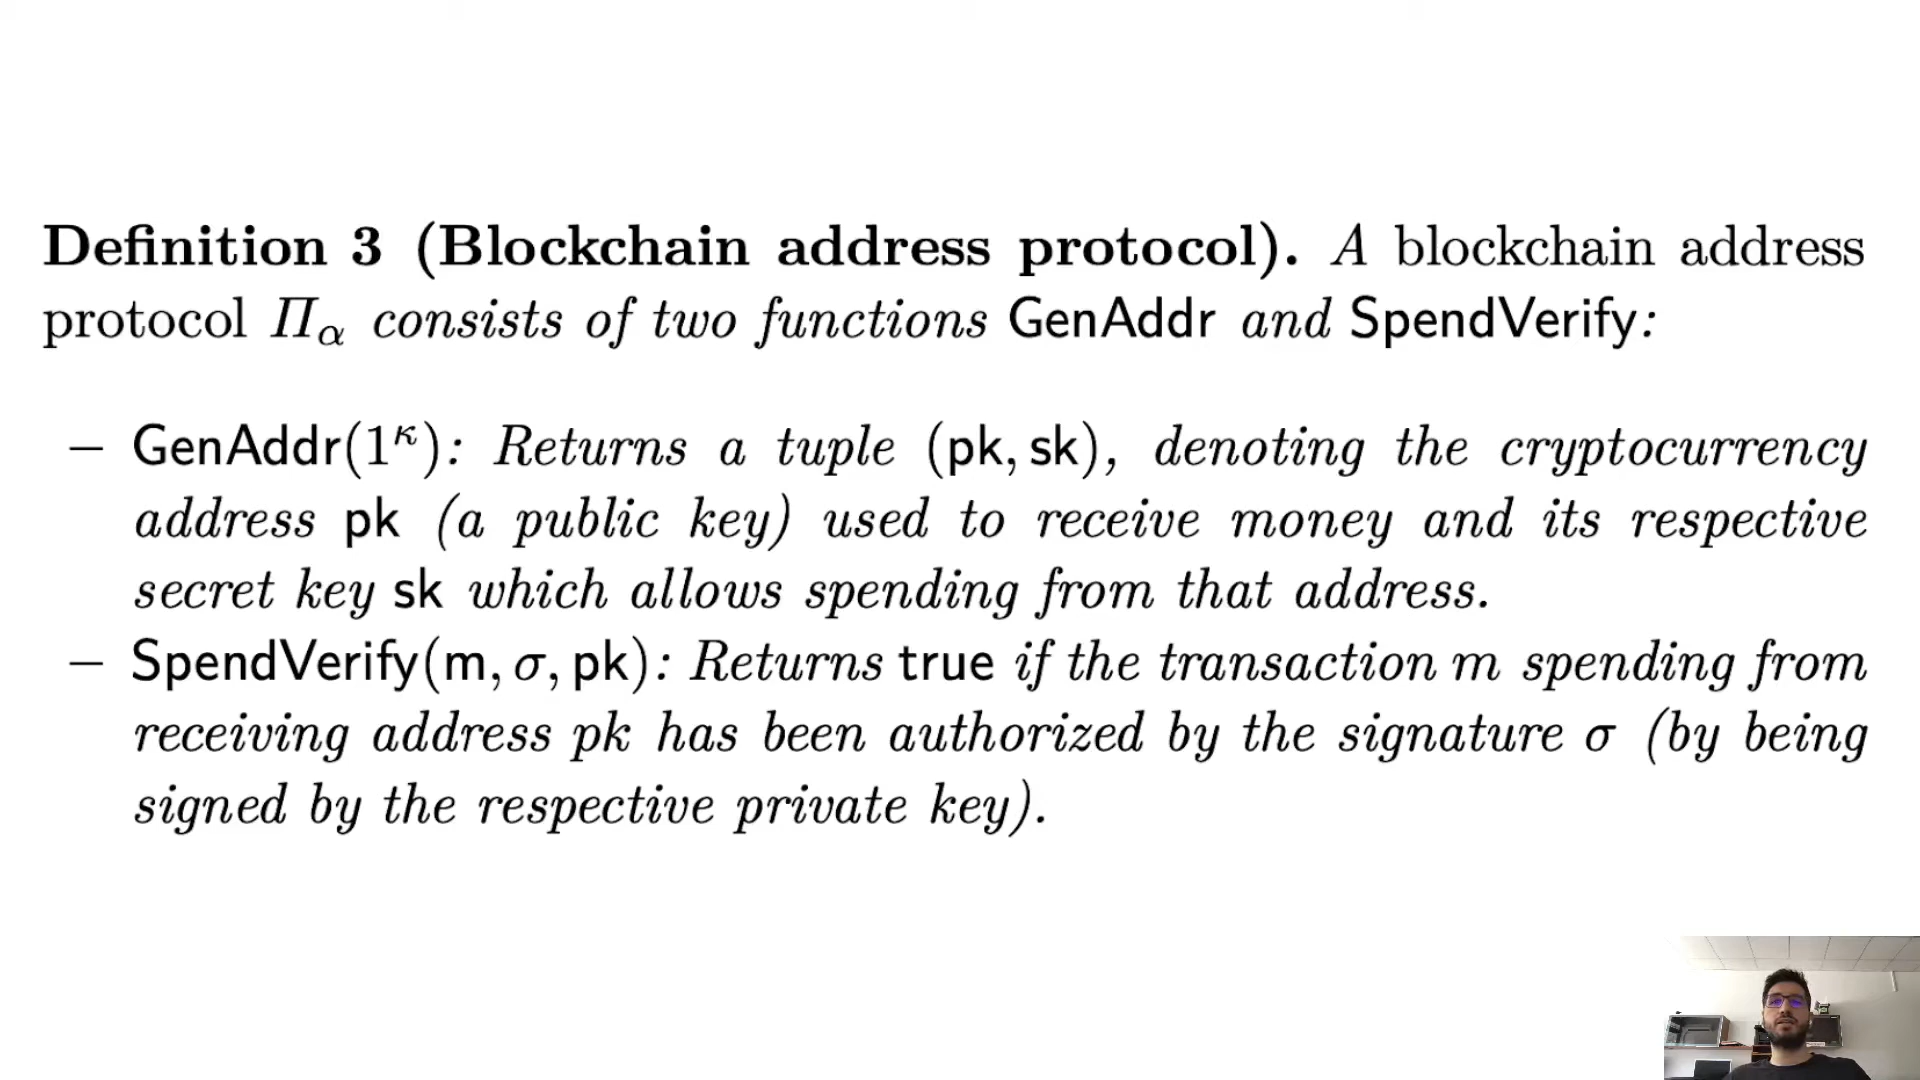 Definition 3 (Blockchain address protocol). A blockchain address
protocol Π_α consists of two functions GenAddr and SpendVerify:
– GenAddr(1^κ): Returns a tuple (pk, sk), denoting the cryptocurrency
address pk (a public key) used to receive money and its respective
secret key sk which allows spending from that address.
– SpendVerify(m, σ, pk): Returns true if the transaction m spending from
receiving address pk has been authorized by the signature σ (by being
signed by the respective private key).